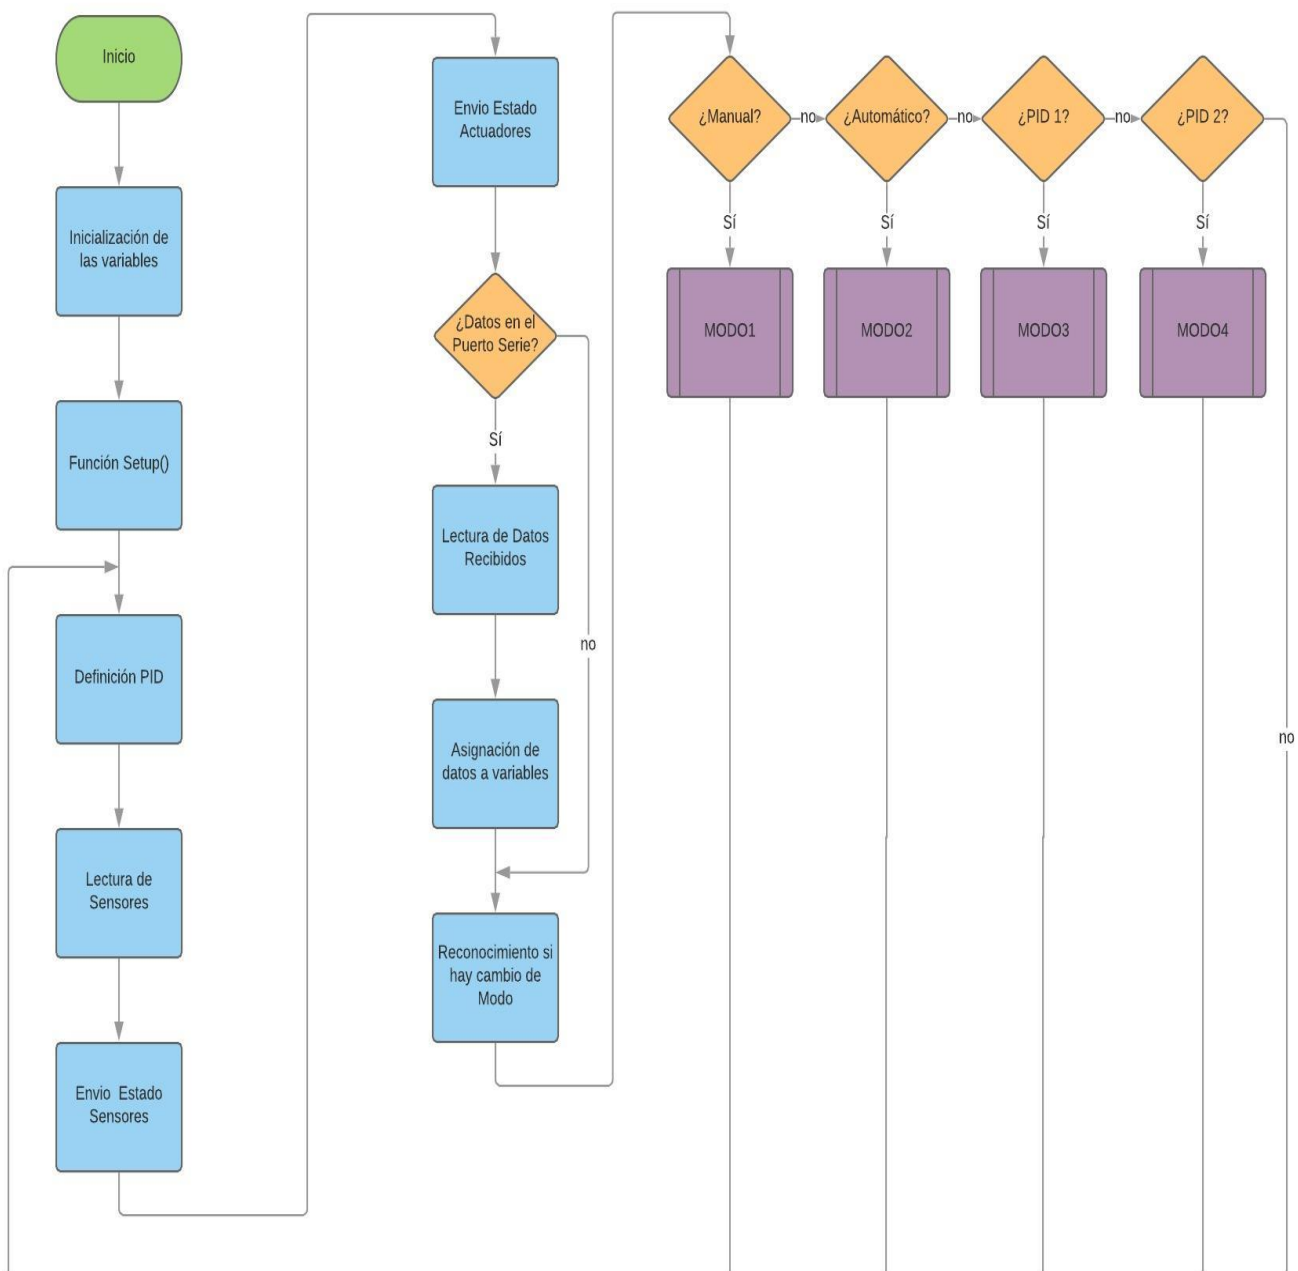 Inicio
Inicialización de
las variables
Función Setup()
Definición PID
Lectura de
Sensores
Envio Estado
Sensores
Envio Estado
Actuadores
¿Datos en el
Puerto Serie?
Sí
no
Lectura de Datos
Recibidos
Asignación de
datos a variables
Reconocimiento si
hay cambio de
Modo
¿Manual?
no
¿Automático?
no
¿PID 1?
no
¿PID 2?
no
Sí
Sí
Sí
Sí
MODO1
MODO2
MODO3
MODO4